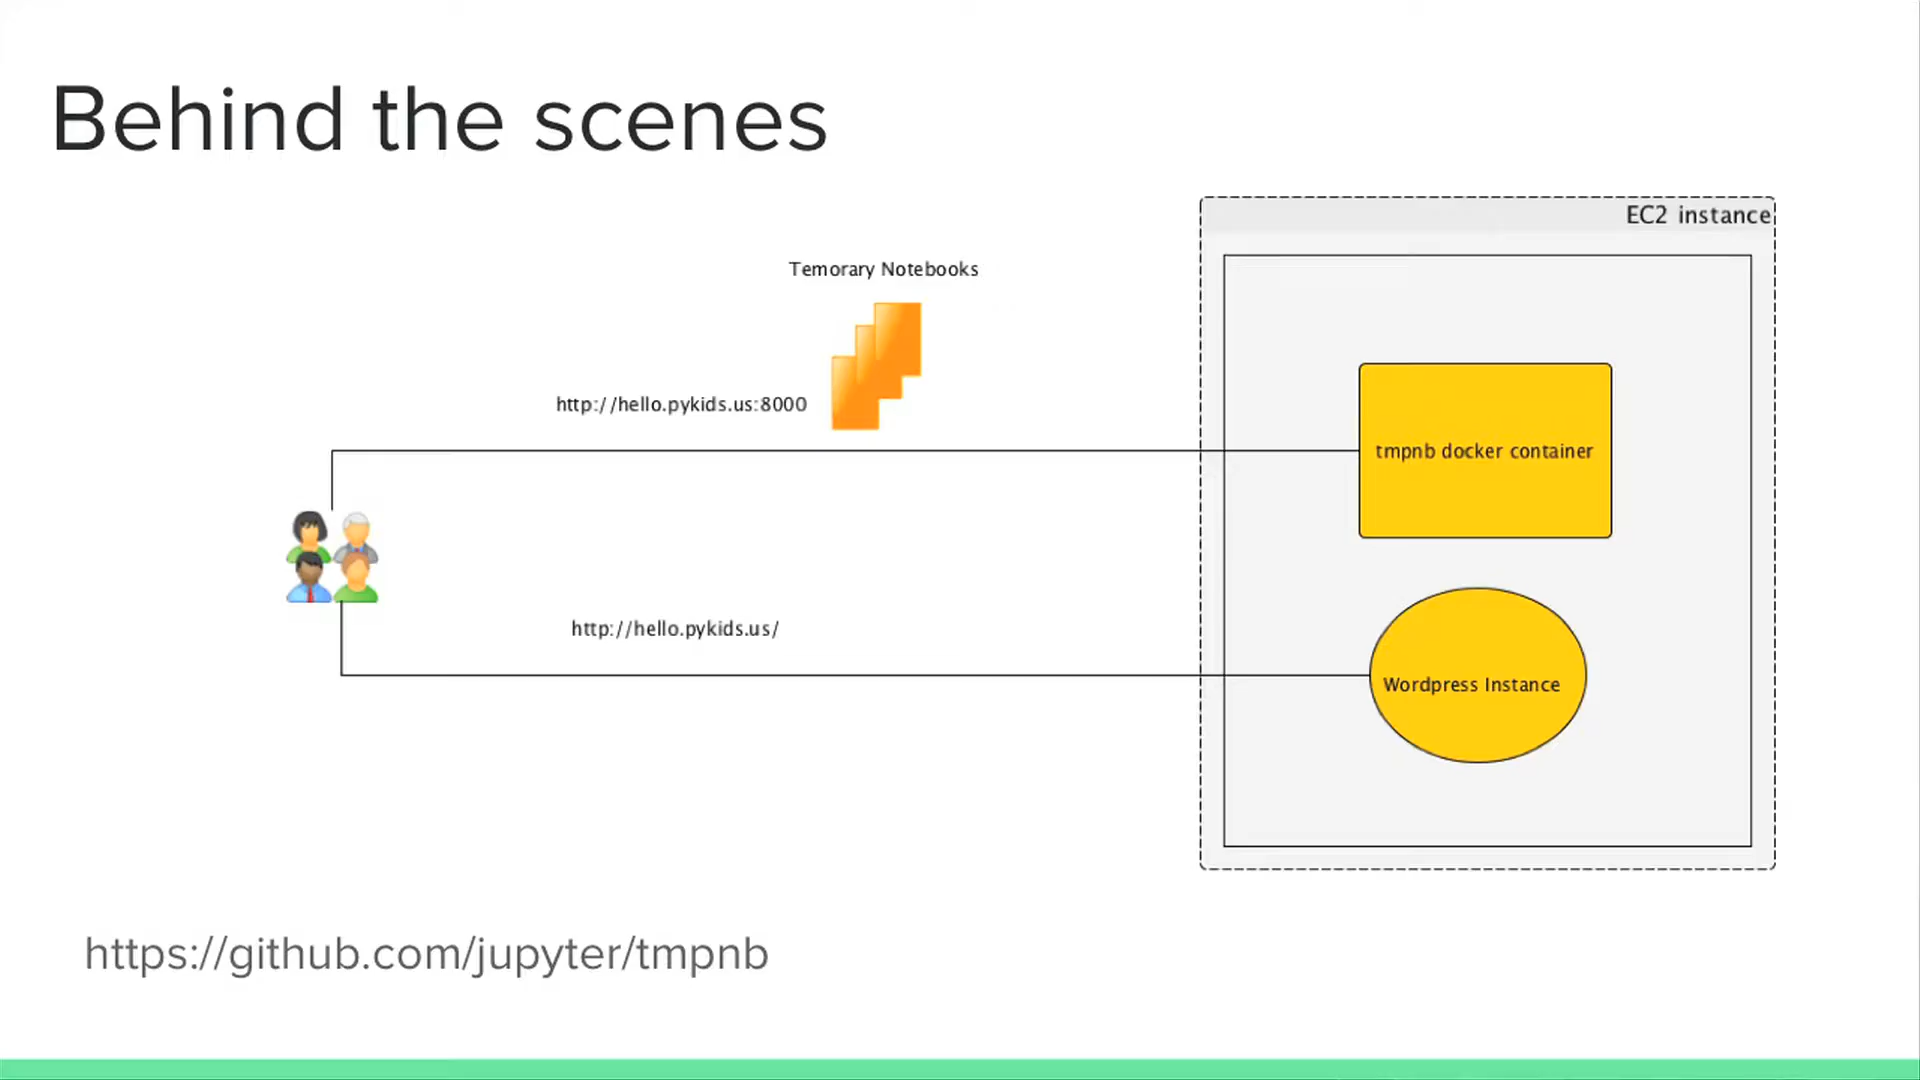 Behind the scenes
EC2 instance
Temorary Notebooks
http://hello.pykids.us:8000
tmpnb docker container
http://hello.pykids.us/
Wordpress Instance
https://github.com/jupyter/tmpnb